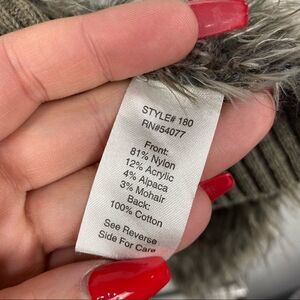 STYLE# 180
RN#54077
Front:
81% Nylon
12% Acrylic
4% Alpaca
3% Mohair
Back:
100% Cotton
See Reverse
Side For Care